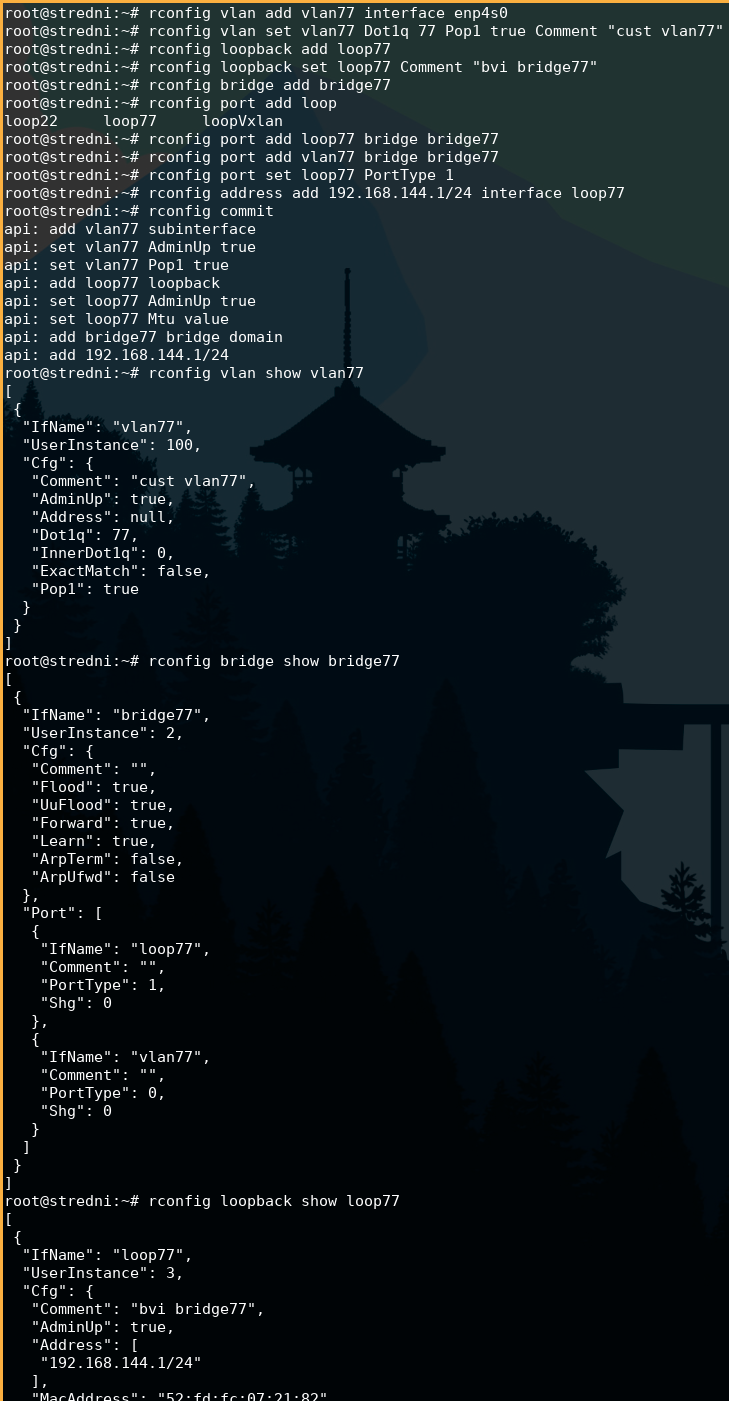 root@stredni:~# rconfig vlan add vlan77 interface enp4s0
root@stredni:~# rconfig vlan set vlan77 Dot1q 77 Pop1 true Comment "cust vlan77"
root@stredni:~# rconfig loopback add loop77
root@stredni:~# rconfig loopback set loop77 Comment "bvi bridge77"
root@stredni:~# rconfig bridge add bridge77
root@stredni:~# rconfig port add loop
loop22     loop77     loopVxlan
root@stredni:~# rconfig port add loop77 bridge bridge77
root@stredni:~# rconfig port add vlan77 bridge bridge77
root@stredni:~# rconfig port set loop77 PortType 1
root@stredni:~# rconfig address add 192.168.144.1/24 interface loop77
root@stredni:~# rconfig commit
api: add vlan77 subinterface
api: set vlan77 AdminUp true
api: set vlan77 Pop1 true
api: add loop77 loopback
api: set loop77 AdminUp true
api: set loop77 Mtu value
api: add bridge77 bridge domain
api: add 192.168.144.1/24
root@stredni:~# rconfig vlan show vlan77
[
 {
  "IfName": "vlan77",
  "UserInstance": 100,
  "Cfg": {
   "Comment": "cust vlan77",
   "AdminUp": true,
   "Address": null,
   "Dot1q": 77,
   "InnerDot1q": 0,
   "ExactMatch": false,
   "Pop1": true
  }
 }
]
root@stredni:~# rconfig bridge show bridge77
[
 {
  "IfName": "bridge77",
  "UserInstance": 2,
  "Cfg": {
   "Comment": "",
   "Flood": true,
   "UuFlood": true,
   "Forward": true,
   "Learn": true,
   "ArpTerm": false,
   "ArpUfwd": false
  },
  "Port": [
   {
    "IfName": "loop77",
    "Comment": "",
    "PortType": 1,
    "Shg": 0
   },
   {
    "IfName": "vlan77",
    "Comment": "",
    "PortType": 0,
    "Shg": 0
   }
  ]
 }
]
root@stredni:~# rconfig loopback show loop77
[
 {
  "IfName": "loop77",
  "UserInstance": 3,
  "Cfg": {
   "Comment": "bvi bridge77",
   "AdminUp": true,
   "Address": [
    "192.168.144.1/24"
   ],
   "MacAddress": "52:fd:fc:07:21:82"